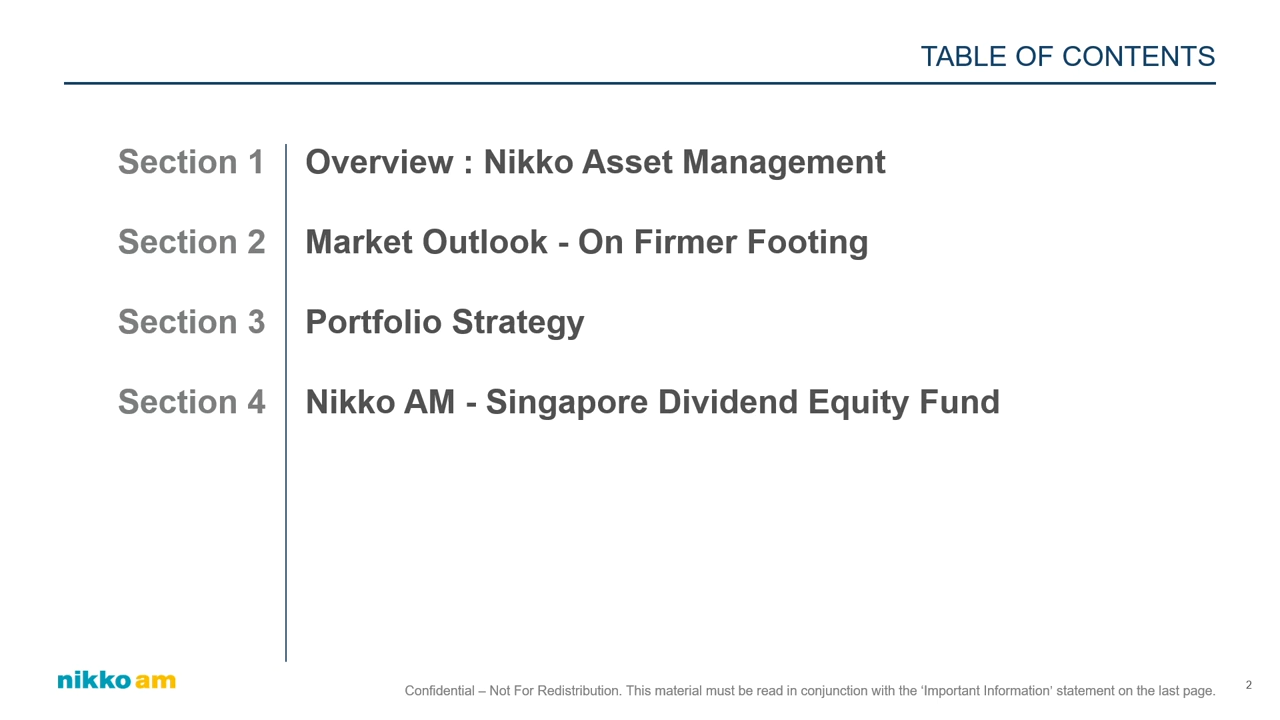 TABLE OF CONTENTS
Section 1 Overview : Nikko Asset Management
Section 2 Market Outlook - On Firmer Footing
Section 3 Portfolio Strategy
Section 4 Nikko AM - Singapore Dividend Equity Fund
nikko am
Confidential – Not For Redistribution. This material must be read in conjunction with the ‘Important Information’ statement on the last page.
2